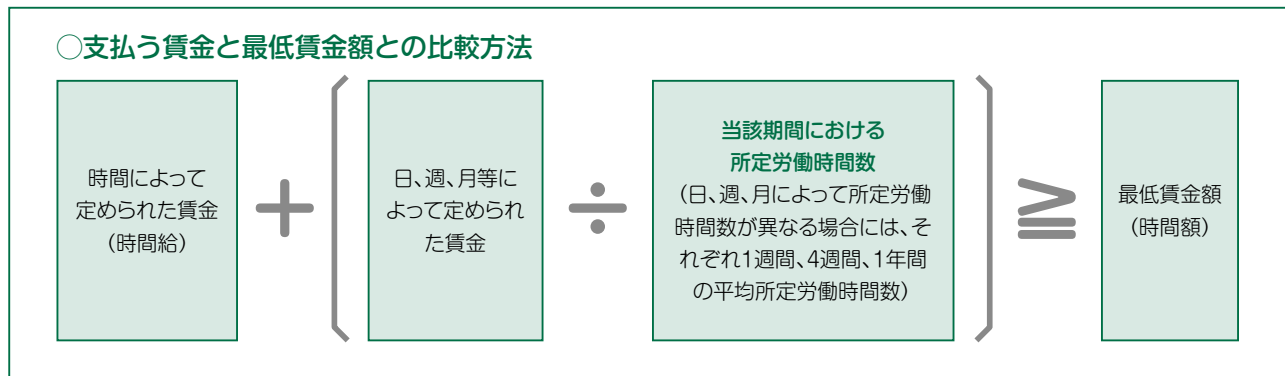 ○支払う賃金と最低賃金額との比較方法
時間によって
定められた賃金
（時間給）
＋
日、週、月等に
よって定められ
た賃金
÷
当該期間における
所定労働時間数
（日、週、月によって所定労働
時間数が異なる場合には、そ
れぞれ1週間、4週間、1年間
の平均所定労働時間数）
≧
最低賃金額
（時間額）